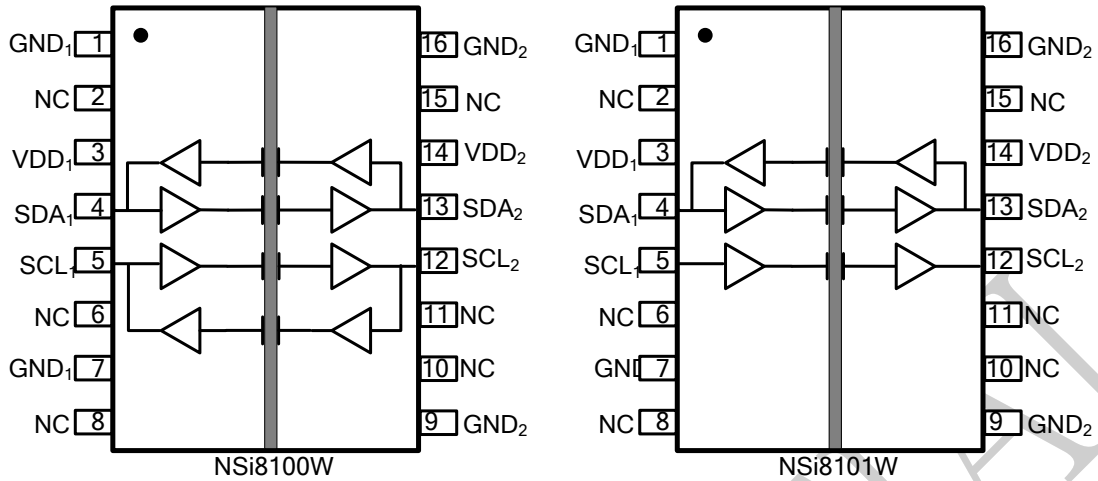 GND₁ 1 16 GND₂ GND₁ 1 16 GND₂
NC 2 15 NC NC 2 15 NC
VDD₁ 3 14 VDD₂ VDD₁ 3 14 VDD₂
SDA₁ 4 13 SDA₂ SDA₁ 4 13 SDA₂
SCL₁ 5 12 SCL₂ SCL₁ 5 12 SCL₂
NC 6 11 NC NC 6 11 NC
GND₁ 7 10 NC GND 7 10 NC
NC 8 9 GND₂ NC 8 9 GND₂
NSi8100W NSi8101W